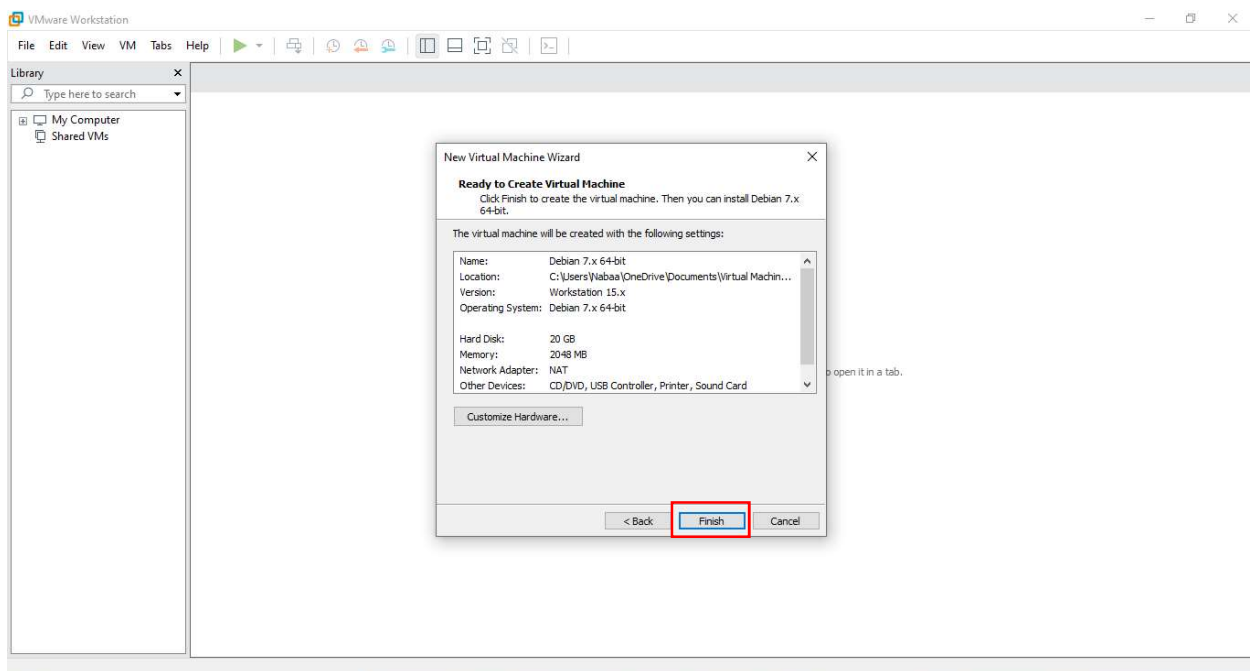 VMware Workstation
File Edit View VM Tabs Help
Library
Type here to search
My Computer
Shared VMs
New Virtual Machine Wizard
Ready to Create Virtual Machine
Click Finish to create the virtual machine. Then you can install Debian 7.x
64-bit.
The virtual machine will be created with the following settings:
Name: Debian 7.x 64-bit
Location: C:\Users\Nabaa\OneDrive\Documents\Virtual Machin...
Version: Workstation 15.x
Operating System: Debian 7.x 64-bit
Hard Disk: 20 GB
Memory: 2048 MB
Network Adapter: NAT
Other Devices: CD/DVD, USB Controller, Printer, Sound Card
open it in a tab.
Customize Hardware...
< Back Finish Cancel